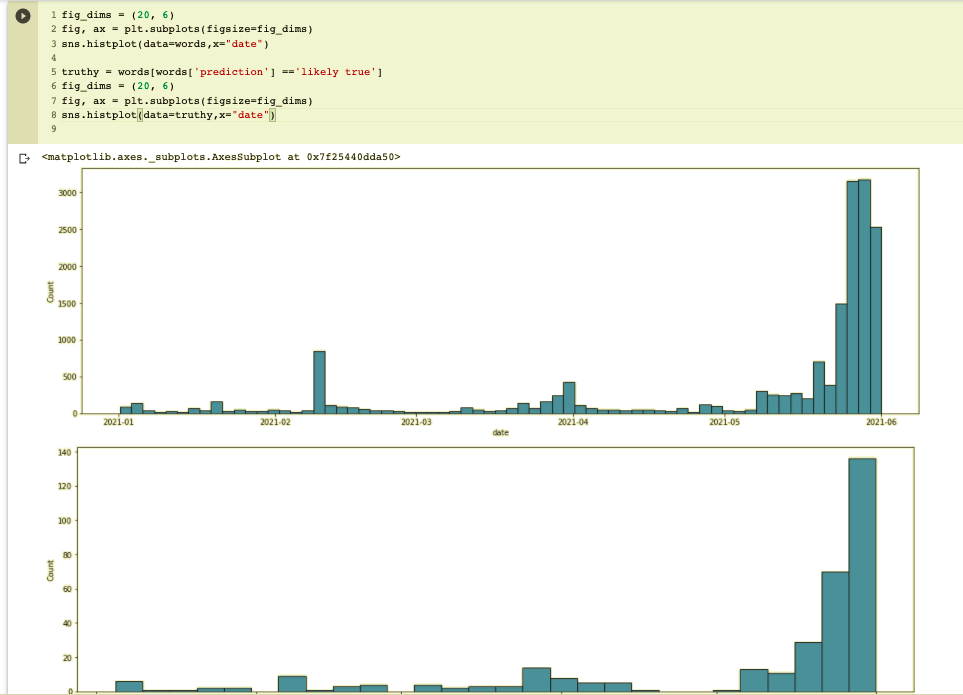 1 fig_dims = (20, 6)
2 fig, ax = plt.subplots(figsize=fig_dims)
3 sns.histplot(data=words,x="date")
4
5 truthy = words[words['prediction'] =='likely true']
6 fig_dims = (20, 6)
7 fig, ax = plt.subplots(figsize=fig_dims)
8 sns.histplot(data=truthy,x="date")
9
<matplotlib.axes._subplots.AxesSubplot at 0x7f25440dda50>
3000
2500
2000
1500
1000
500
0
Count
2021-01 2021-02 2021-03 2021-04 2021-05 2021-06
date
140
120
100
80
60
40
20
0
Count